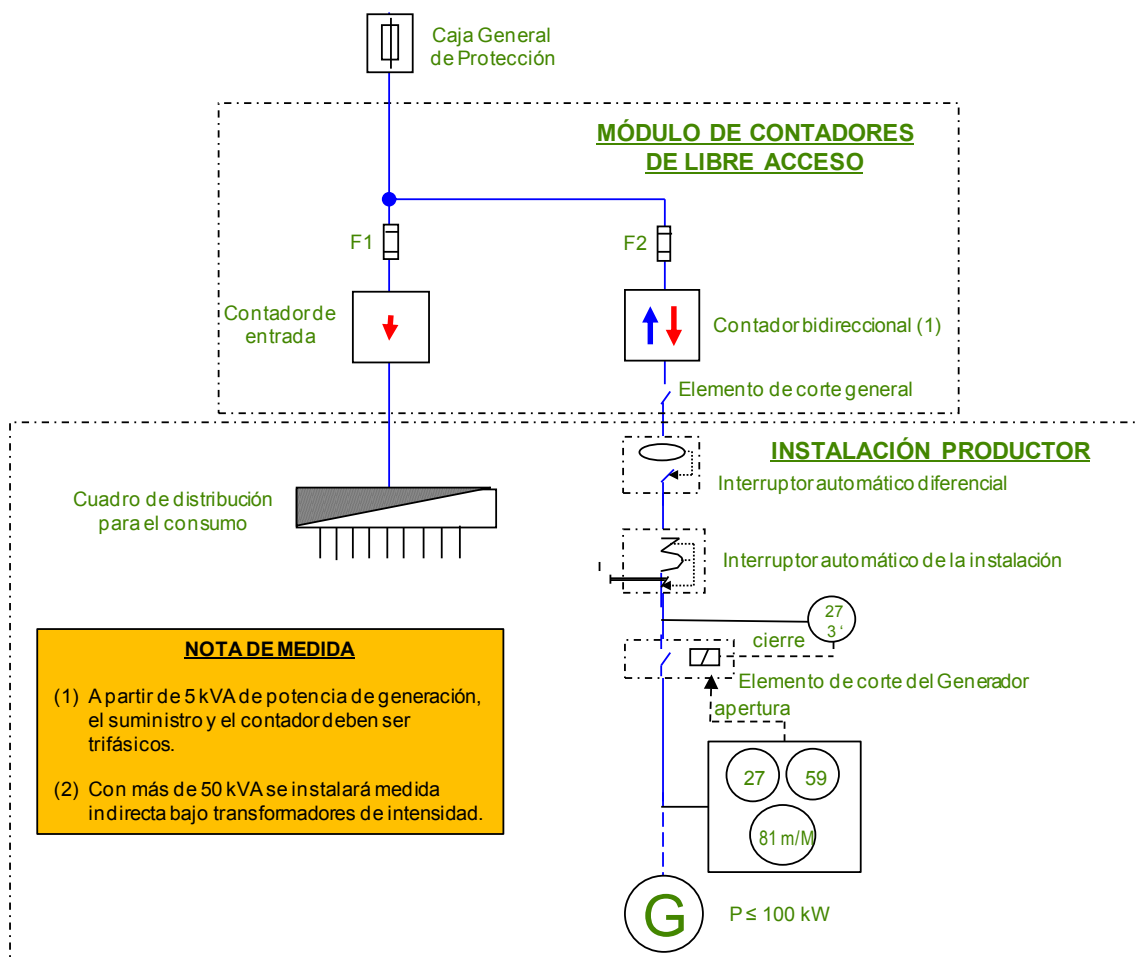 Caja General
de Protección
MÓDULO DE CONTADORES
DE LIBRE ACCESO
F1
F2
Contador de
entrada
Contador bidireccional (1)
Elemento de corte general
INSTALACIÓN PRODUCTOR
Interruptor automático diferencial
Cuadro de distribución
para el consumo
Interruptor automático de la instalación
I
27
3 '
cierre
Elemento de corte del Generador
apertura
NOTA DE MEDIDA
(1) A partir de 5 kVA de potencia de generación,
el suministro y el contador deben ser
trifásicos.
(2) Con más de 50 kVA se instalará medida
indirecta bajo transformadores de intensidad.
27
59
81 m/M
G
P ≤ 100 kW